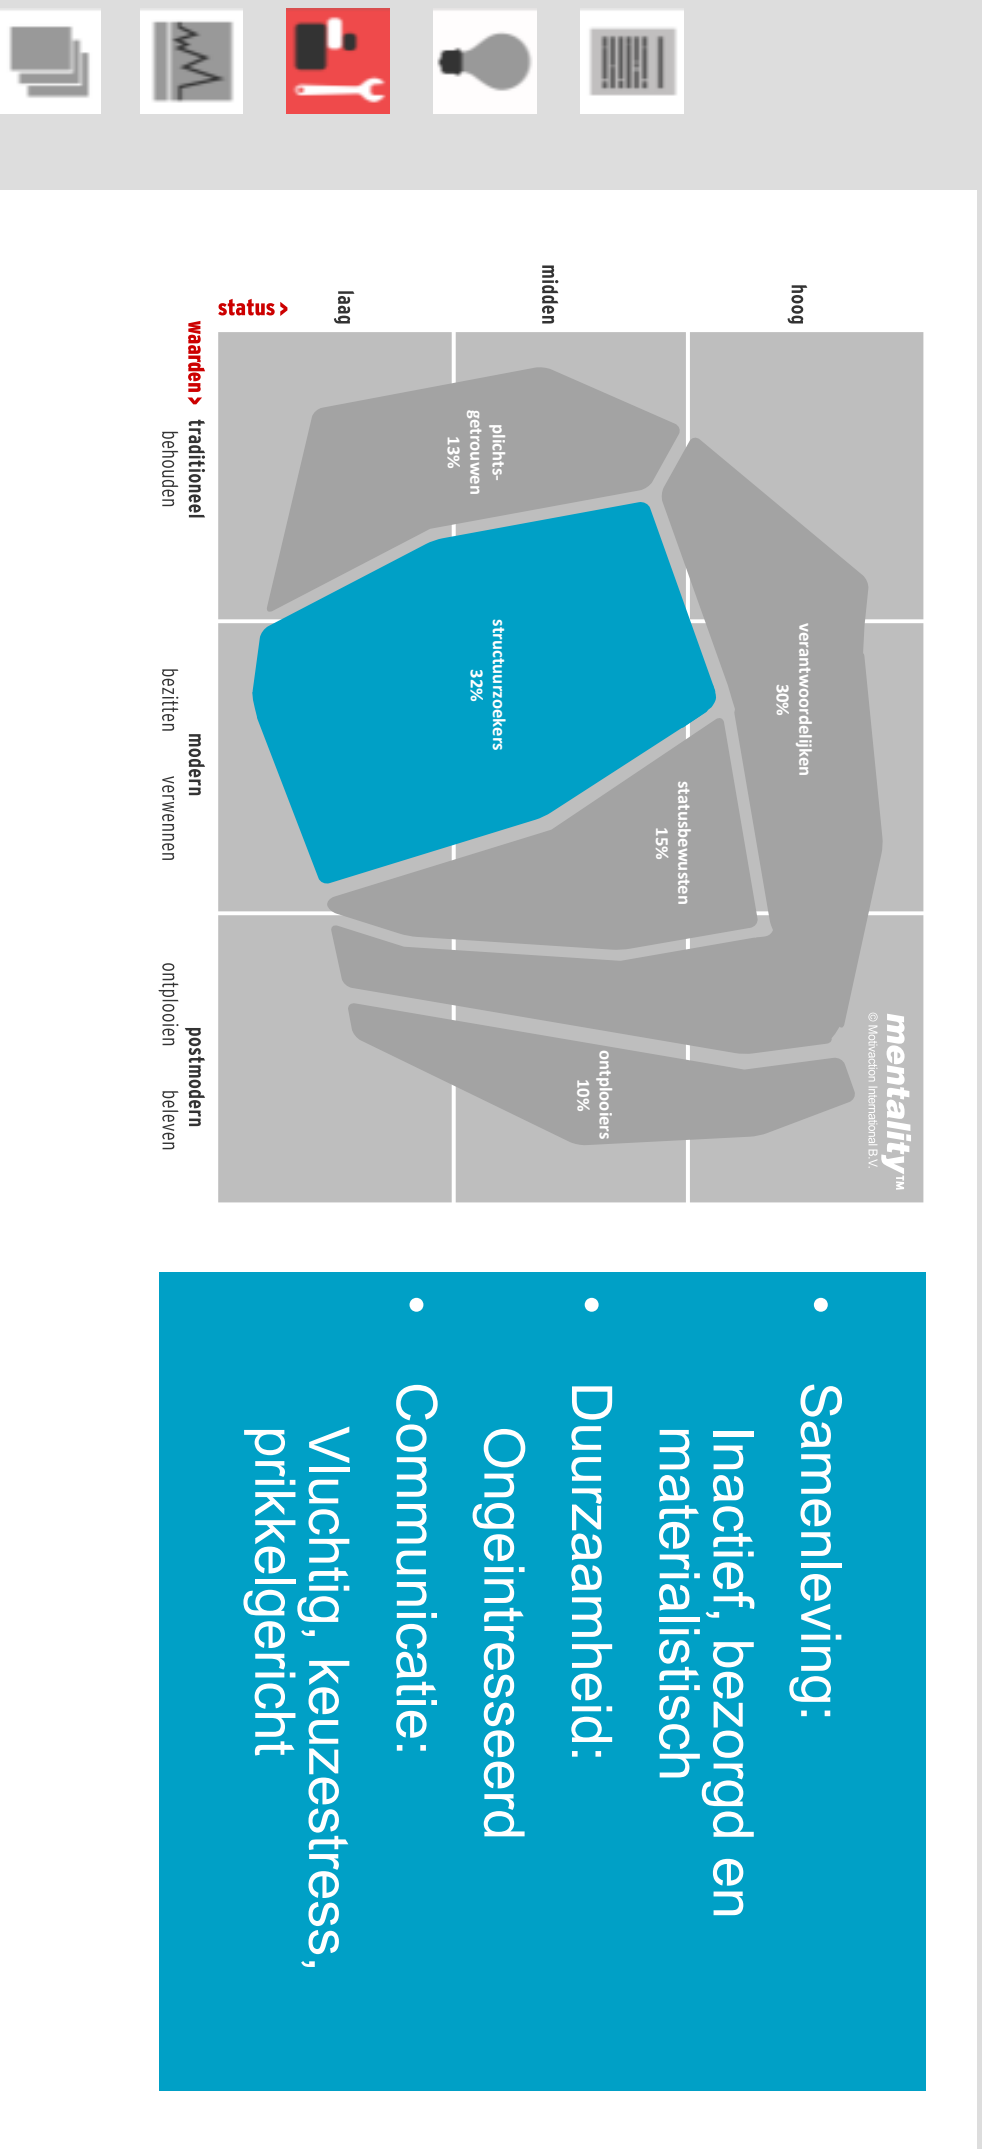 mentality™
© Motivaction International B.V.
hoog
midden
laag
status >
verantwoordelijken
30%
statusbewusten
15%
ontplooiers
10%
plichts-
getrouwen
13%
structuurzoekers
32%
waarden > traditioneel modern postmodern
behouden bezitten verwennen ontplooien beleven
• Samenleving:
Inactief, bezorgd en
materialistisch
• Duurzaamheid:
Ongeintresseerd
• Communicatie:
Vluchtig, keuzestress,
prikkelgericht